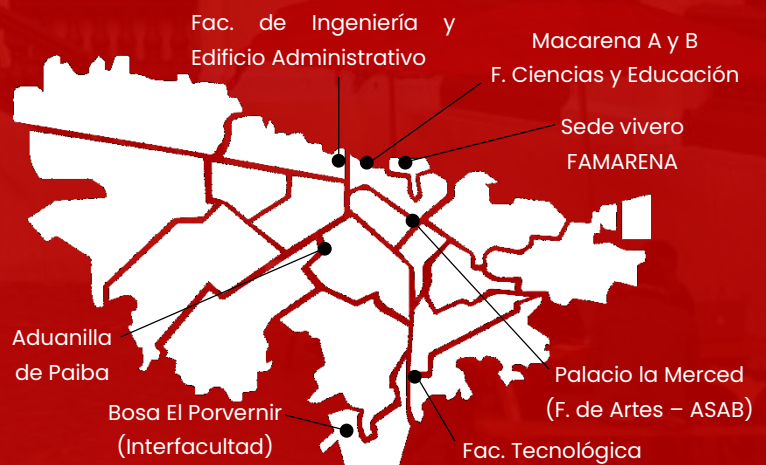 Fac. de Ingeniería y
Edificio Administrativo
Macarena A y B
F. Ciencias y Educación
Sede vivero
FAMARENA
Aduanilla
de Paiba
Palacio la Merced
(F. de Artes – ASAB)
Bosa El Porvernir
(Interfacultad)
Fac. Tecnológica